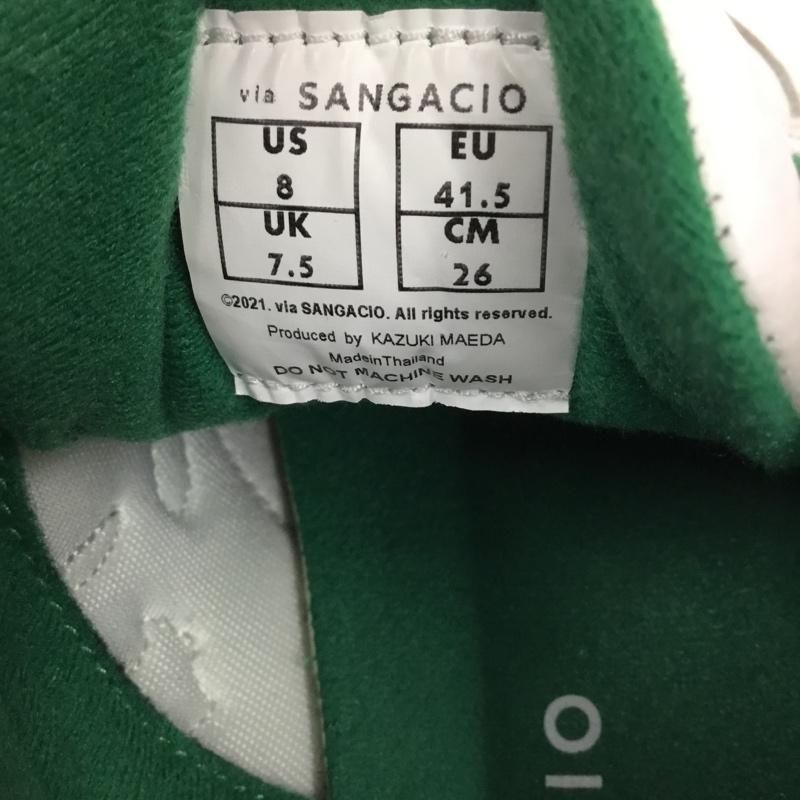 via SANGACIO
US EU
8 41.5
UK CM
7.5 26
©2021. via SANGACIO. All rights reserved.
Produced by KAZUKI MAEDA
MadeinThailand
DO NOT MACHINE WASH
IO